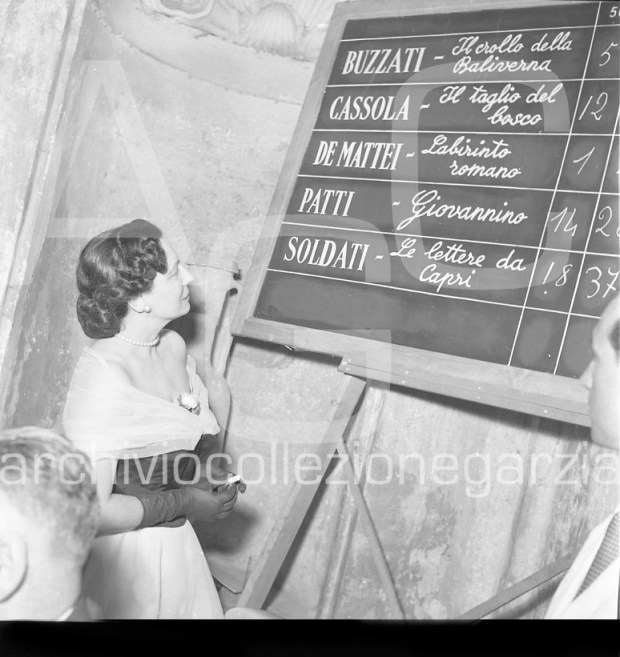 50
BUZZATI - Il crollo della
Baliverna 5
CASSOLA - Il taglio del
bosco 12
DE MATTEI - Labirinto
romano 1
PATTI - Giovannino 14 2
SOLDATI - Le lettere da
Capri 18 37
archiviocollezionegarzia